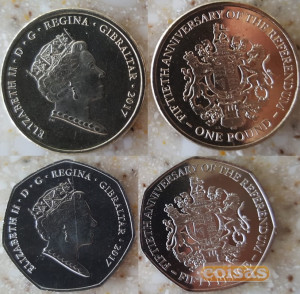 ELIZABETH II · D · G · REGINA · GIBRALTAR · 2017
FIFTIETH ANNIVERSARY OF THE REFERENDUM
- ONE POUND -
ELIZABETH II · D · G · REGINA · GIBRALTAR · 2017
FIFTIETH ANNIVERSARY OF THE REFERENDUM
coisas